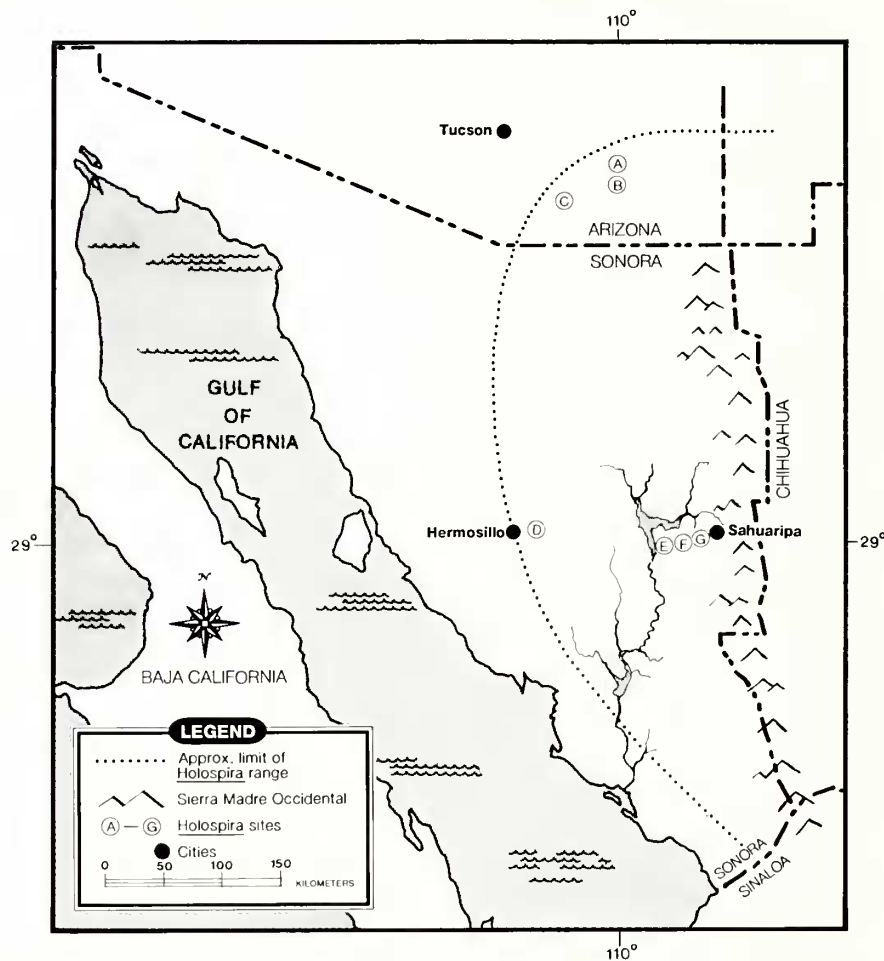 110°
Tucson
A
B
C
ARIZONA
SONORA
GULF
OF
CALIFORNIA
CHIHUAHUA
Hermosillo
D
Sahuaripa
E F G
29°
29°
N
BAJA CALIFORNIA
LEGEND
Approx. limit of
Holospira range
Sierra Madre Occidental
A – G Holospira sites
Cities
0 50 100 150
KILOMETERS
SONORA
SINALOA
110°